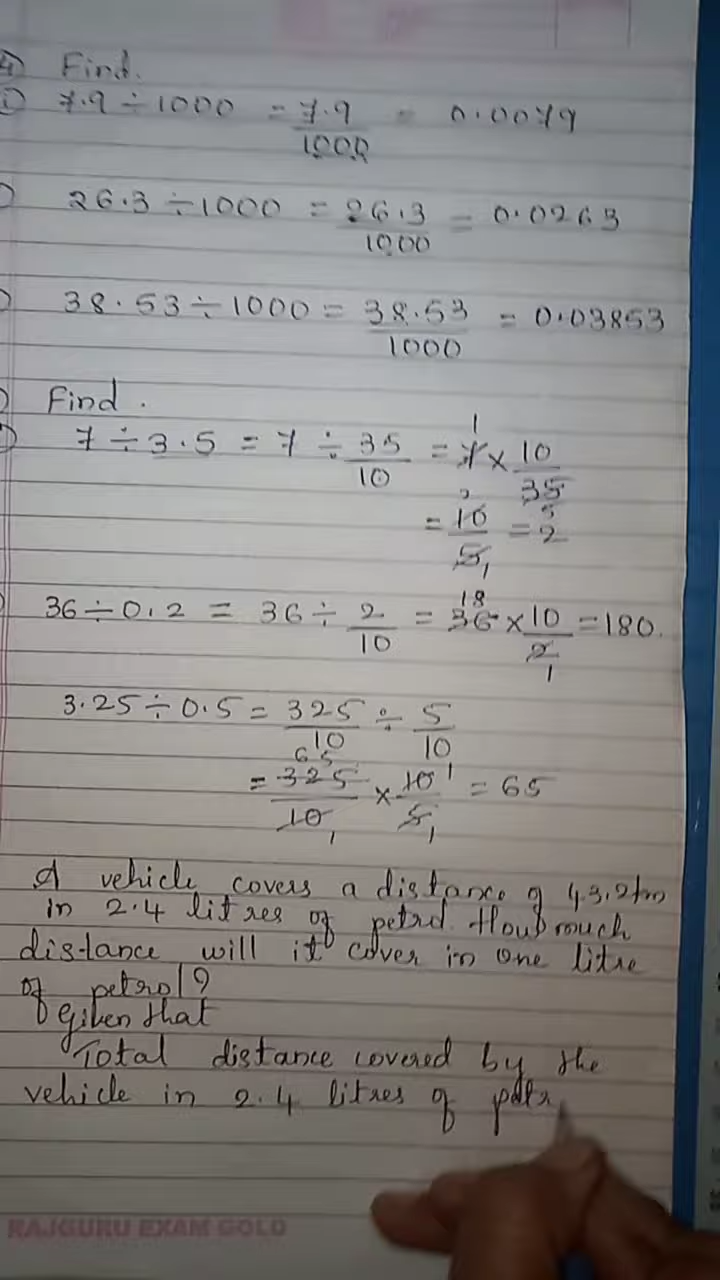 Find.
7.9 ÷ 1000 = 7.9/1000 = 0.0079
26.3 ÷ 1000 = 26.3/1000 = 0.0263
38.53 ÷ 1000 = 38.53/1000 = 0.03853
Find.
7 ÷ 3.5 = 7 ÷ 35/10 = 7 × 10/35
= 10/5 = 2
36 ÷ 0.2 = 36 ÷ 2/10 = 36 × 10/2 = 180.
3.25 ÷ 0.5 = 325/10 ÷ 5/10
= 325/10 × 10/5 = 65
A vehicle covers a distance of 43.2km
in 2.4 litres of petrol. How much
distance will it cover in one litre
of petrol?
Given that
Total distance covered by the
vehicle in 2.4 litres of petr
RAJGURU EXAM GOLD